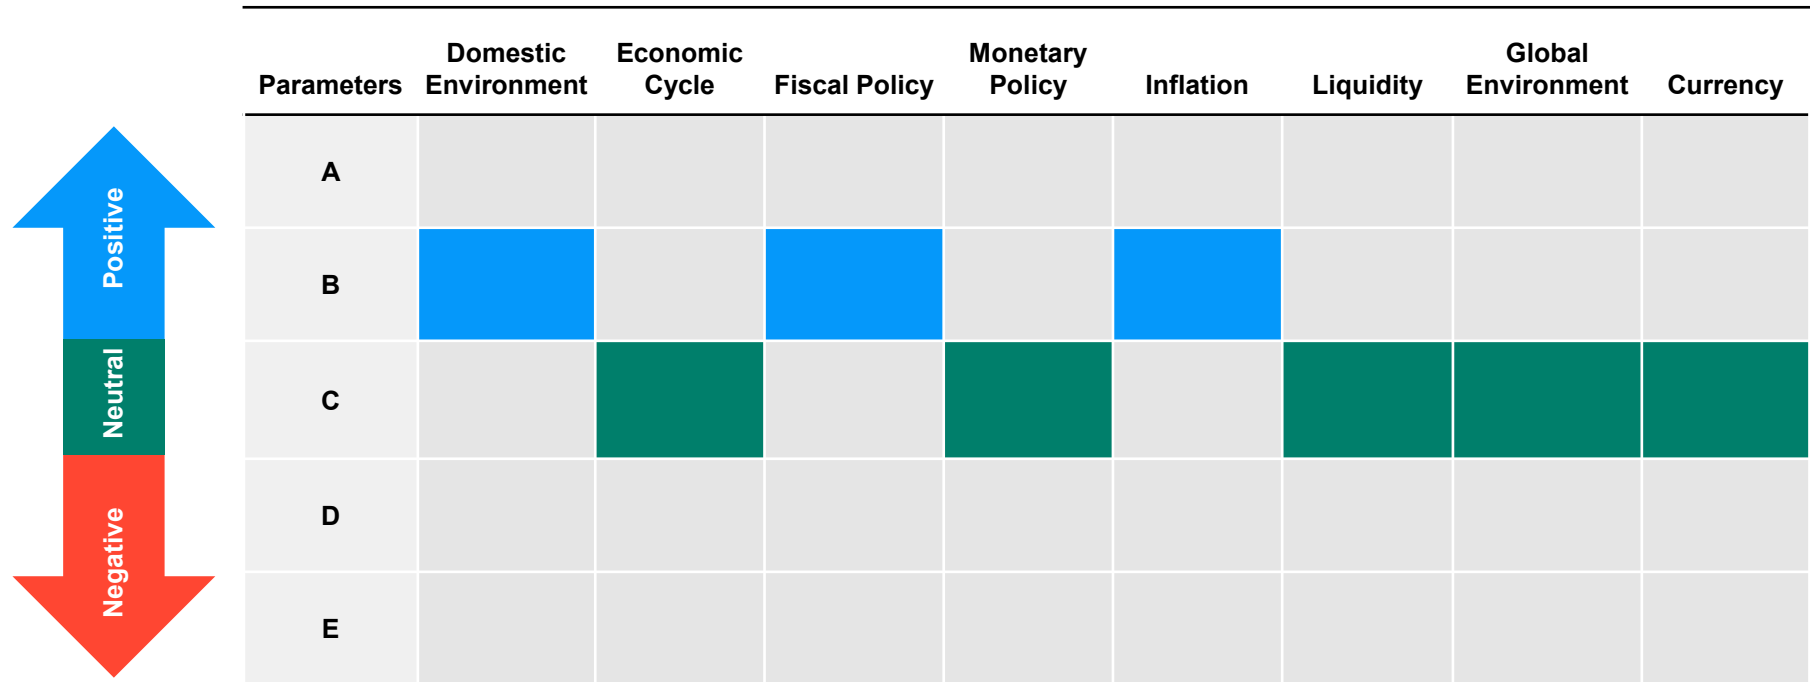 Parameters
Domestic
Environment
Economic
Cycle
Fiscal Policy
Monetary
Policy
Inflation
Liquidity
Global
Environment
Currency
Positive
Neutral
Negative
A
B
C
D
E